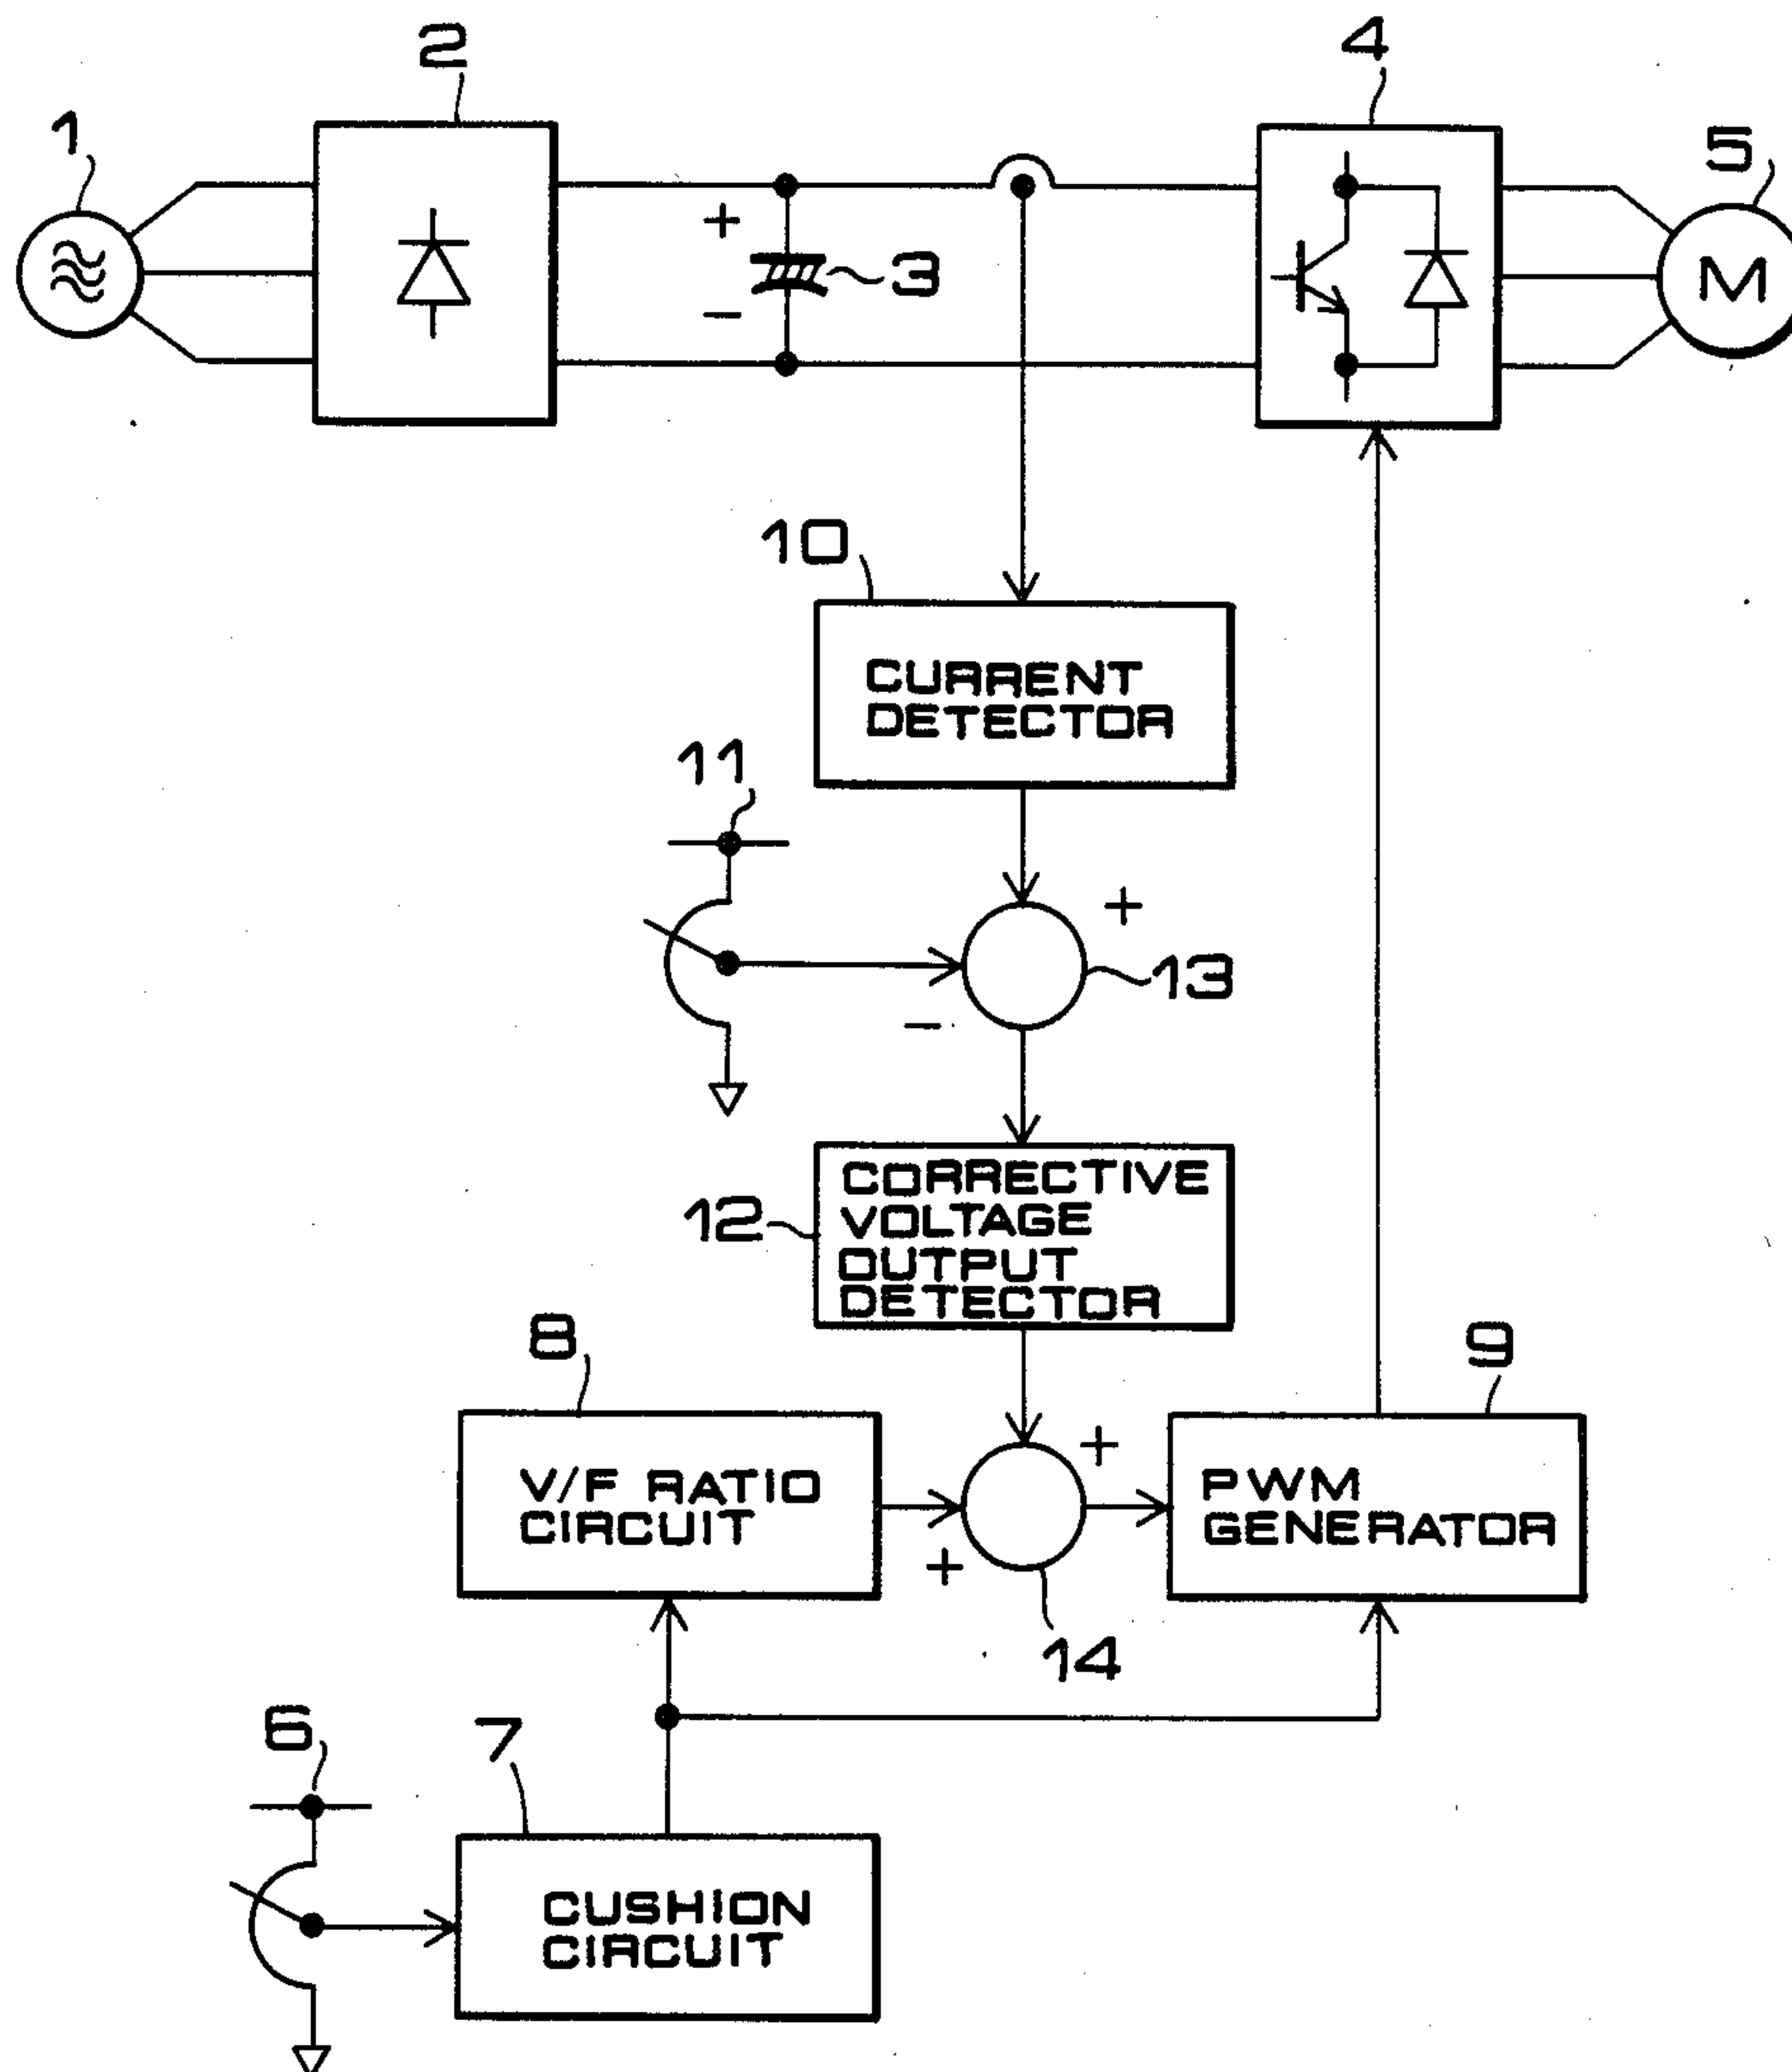 2
4
1
5
+
3
−
M
10
CURRENT
DETECTOR
11
+
13
−
CORRECTIVE
VOLTAGE
OUTPUT
DETECTOR
12
8
9
+
V/F RATIO
CIRCUIT
PWM
GENERATOR
+
14
6
7
CUSHION
CIRCUIT